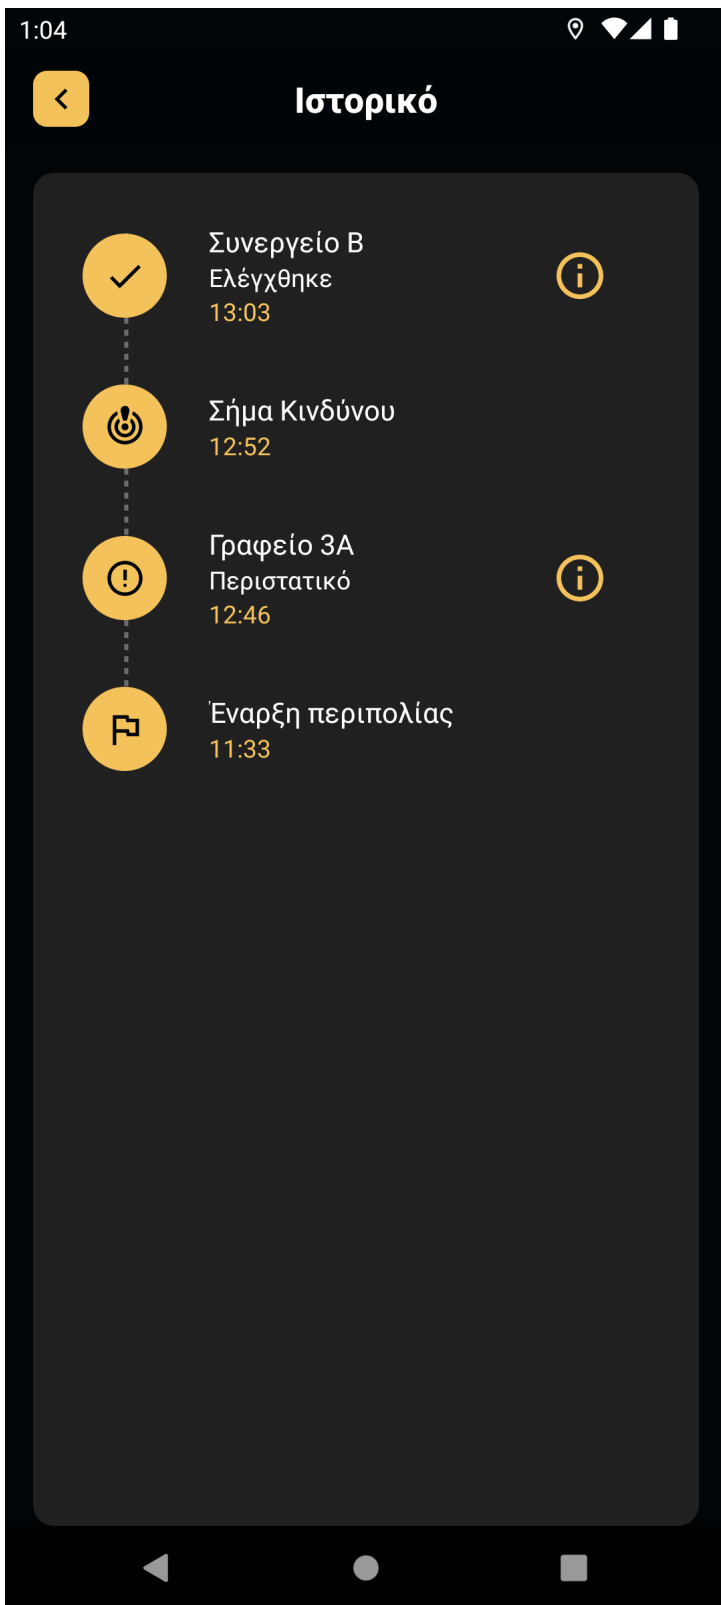 1:04
Ιστορικό
Συνεργείο Β
Ελέγχθηκε
13:03
Σήμα Κινδύνου
12:52
Γραφείο 3Α
Περιστατικό
12:46
Έναρξη περιπολίας
11:33